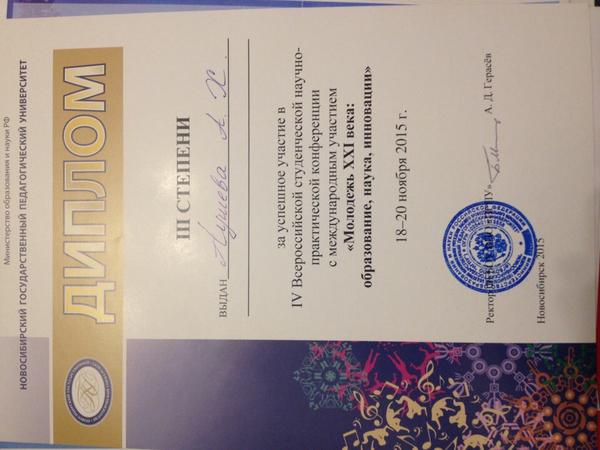 Министерство образования и науки РФ
НОВОСИБИРСКИЙ ГОСУДАРСТВЕННЫЙ ПЕДАГОГИЧЕСКИЙ УНИВЕРСИТЕТ
ДИПЛОМ
III СТЕПЕНИ
ВЫДАН А. Х.
за успешное участие в
IV Всероссийской студенческой научно-
практической конференции
с международным участием
«Молодежь XXI века:
образование, наука, инновации»
18–20 ноября 2015 г.
Ректор А. Д. Герасёв
Новосибирск 2015